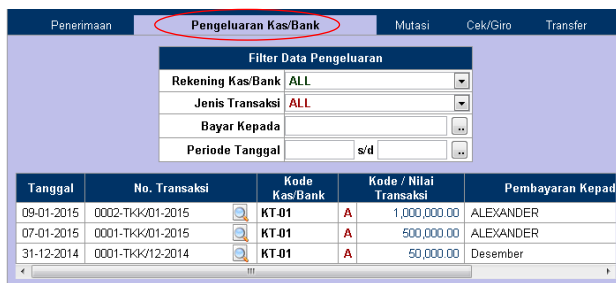 Penerimaan Pengeluaran Kas/Bank Mutasi Cek/Giro Transfer
Filter Data Pengeluaran
Rekening Kas/Bank ALL
Jenis Transaksi ALL
Bayar Kepada ..
Periode Tanggal s/d ..
Tanggal No. Transaksi Kode Kas/Bank Kode / Nilai Transaksi Pembayaran Kepad
09-01-2015 0002-TKK/01-2015 KT-01 A 1,000,000.00 ALEXANDER
07-01-2015 0001-TKK/01-2015 KT-01 A 500,000.00 ALEXANDER
31-12-2014 0001-TKK/12-2014 KT-01 A 50,000.00 Desember